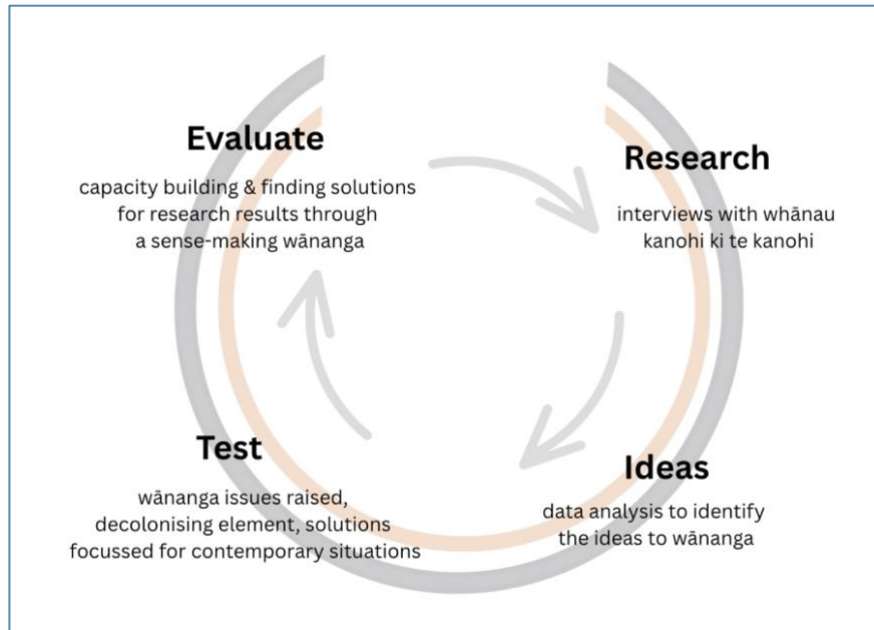 Evaluate
capacity building & finding solutions
for research results through
a sense-making wānanga
Research
interviews with whānau
kanohi ki te kanohi
Test
wānanga issues raised,
decolonising element, solutions
focussed for contemporary situations
Ideas
data analysis to identify
the ideas to wānanga